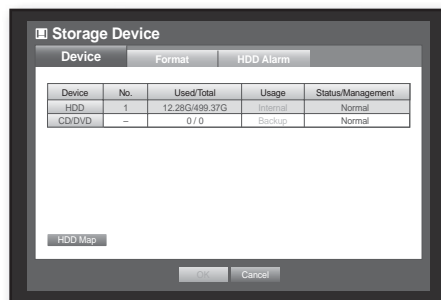 Storage Device
Device Format HDD Alarm
Device No. Used/Total Usage Status/Management
HDD 1 12.28G/499.37G Internal Normal
CD/DVD – 0 / 0 Backup Normal
HDD Map
OK Cancel